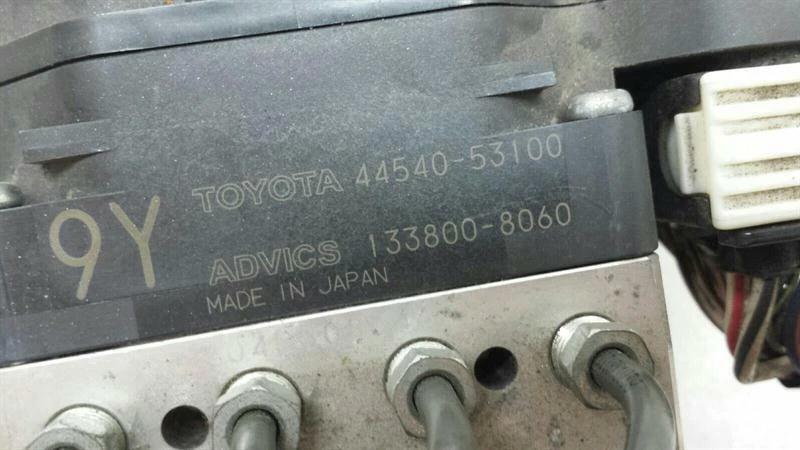 9Y
TOYOTA 44540-53100
ADVICS 133800-8060
MADE IN JAPAN